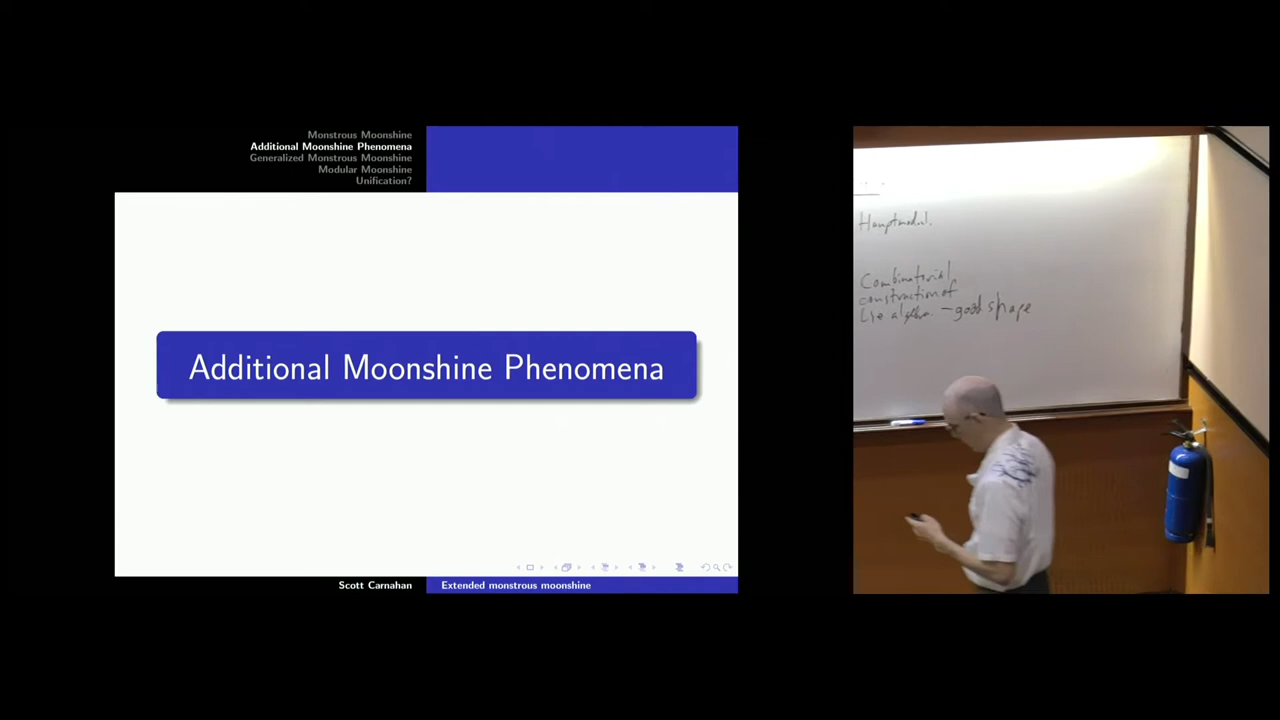 Monstrous Moonshine
Additional Moonshine Phenomena
Generalized Monstrous Moonshine
Modular Moonshine
Unification?
Additional Moonshine Phenomena
Scott Carnahan
Extended monstrous moonshine
Hauptmodul.
Combinatorial
construction of
Lie algebra. - good shape